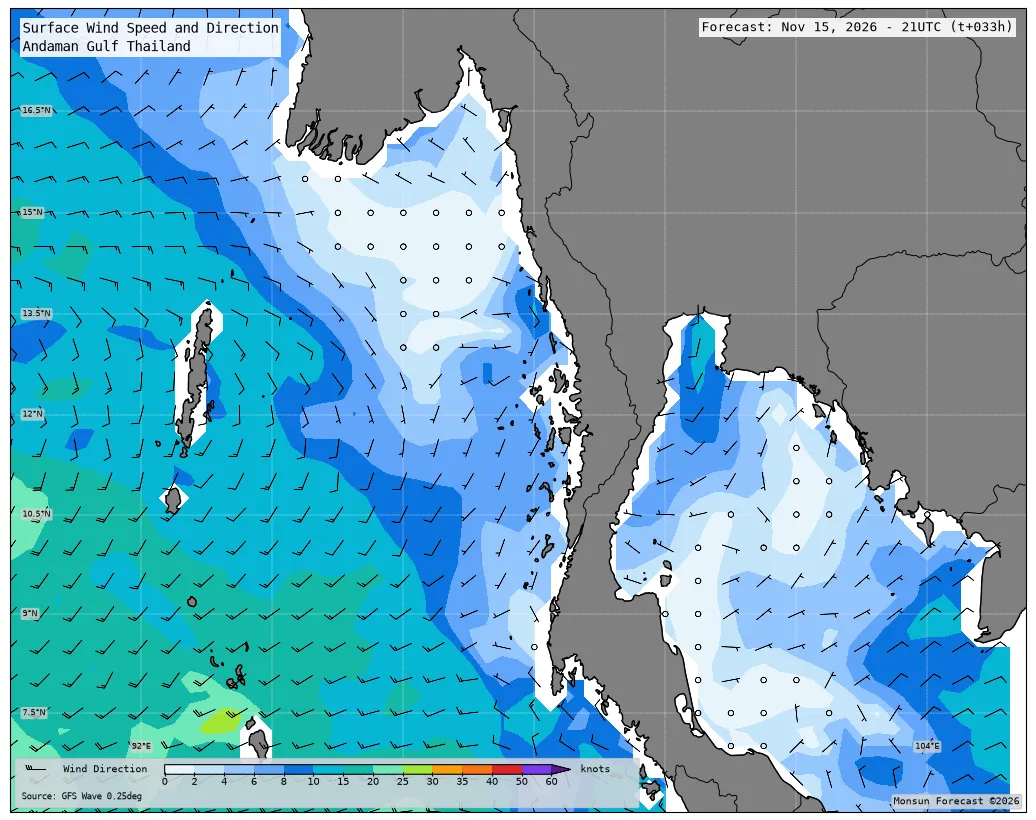 Surface Wind Speed and Direction
Andaman Gulf Thailand
Forecast: Nov 15, 2026 - 21UTC (t+033h)
16.5°N
15°N
13.5°N
12°N
10.5°N
9°N
7.5°N
92°E
104°E
Wind Direction
knots
0 2 4 6 8 10 15 20 25 30 40 50 60
Source: GFS Wave 0.25deg
Monsun Forecast ©2026